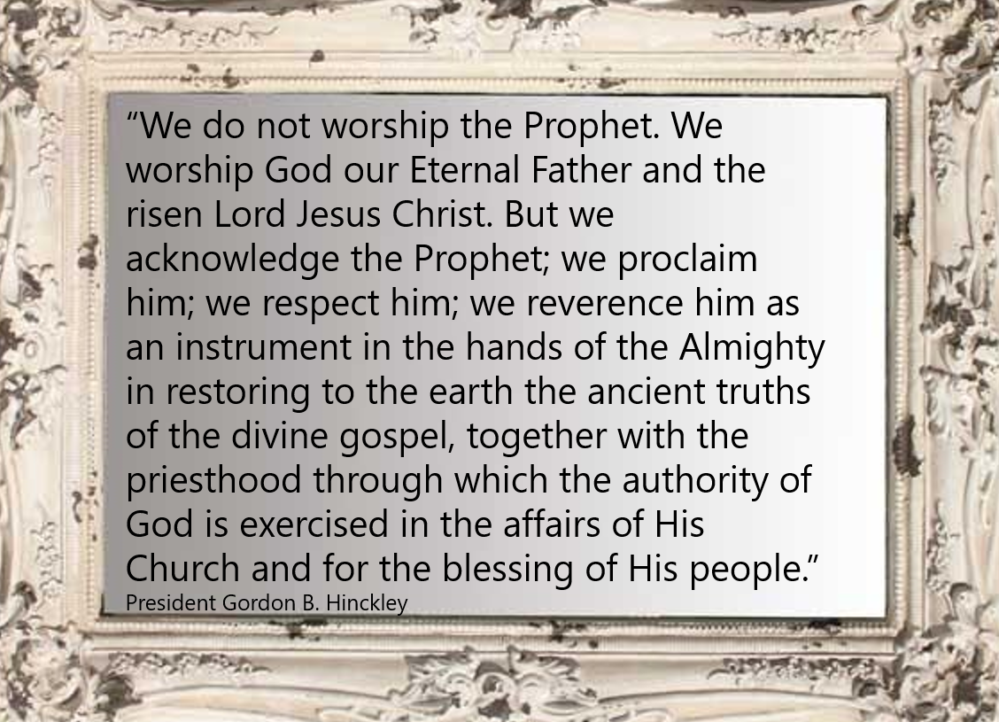 “We do not worship the Prophet. We
worship God our Eternal Father and the
risen Lord Jesus Christ. But we
acknowledge the Prophet; we proclaim
him; we respect him; we reverence him as
an instrument in the hands of the Almighty
in restoring to the earth the ancient truths
of the divine gospel, together with the
priesthood through which the authority of
God is exercised in the affairs of His
Church and for the blessing of His people.”
President Gordon B. Hinckley